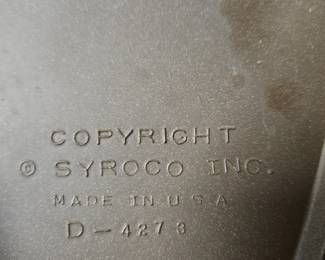 COPYRIGHT
© SYROCO INC.
MADE IN U S A
D-4273